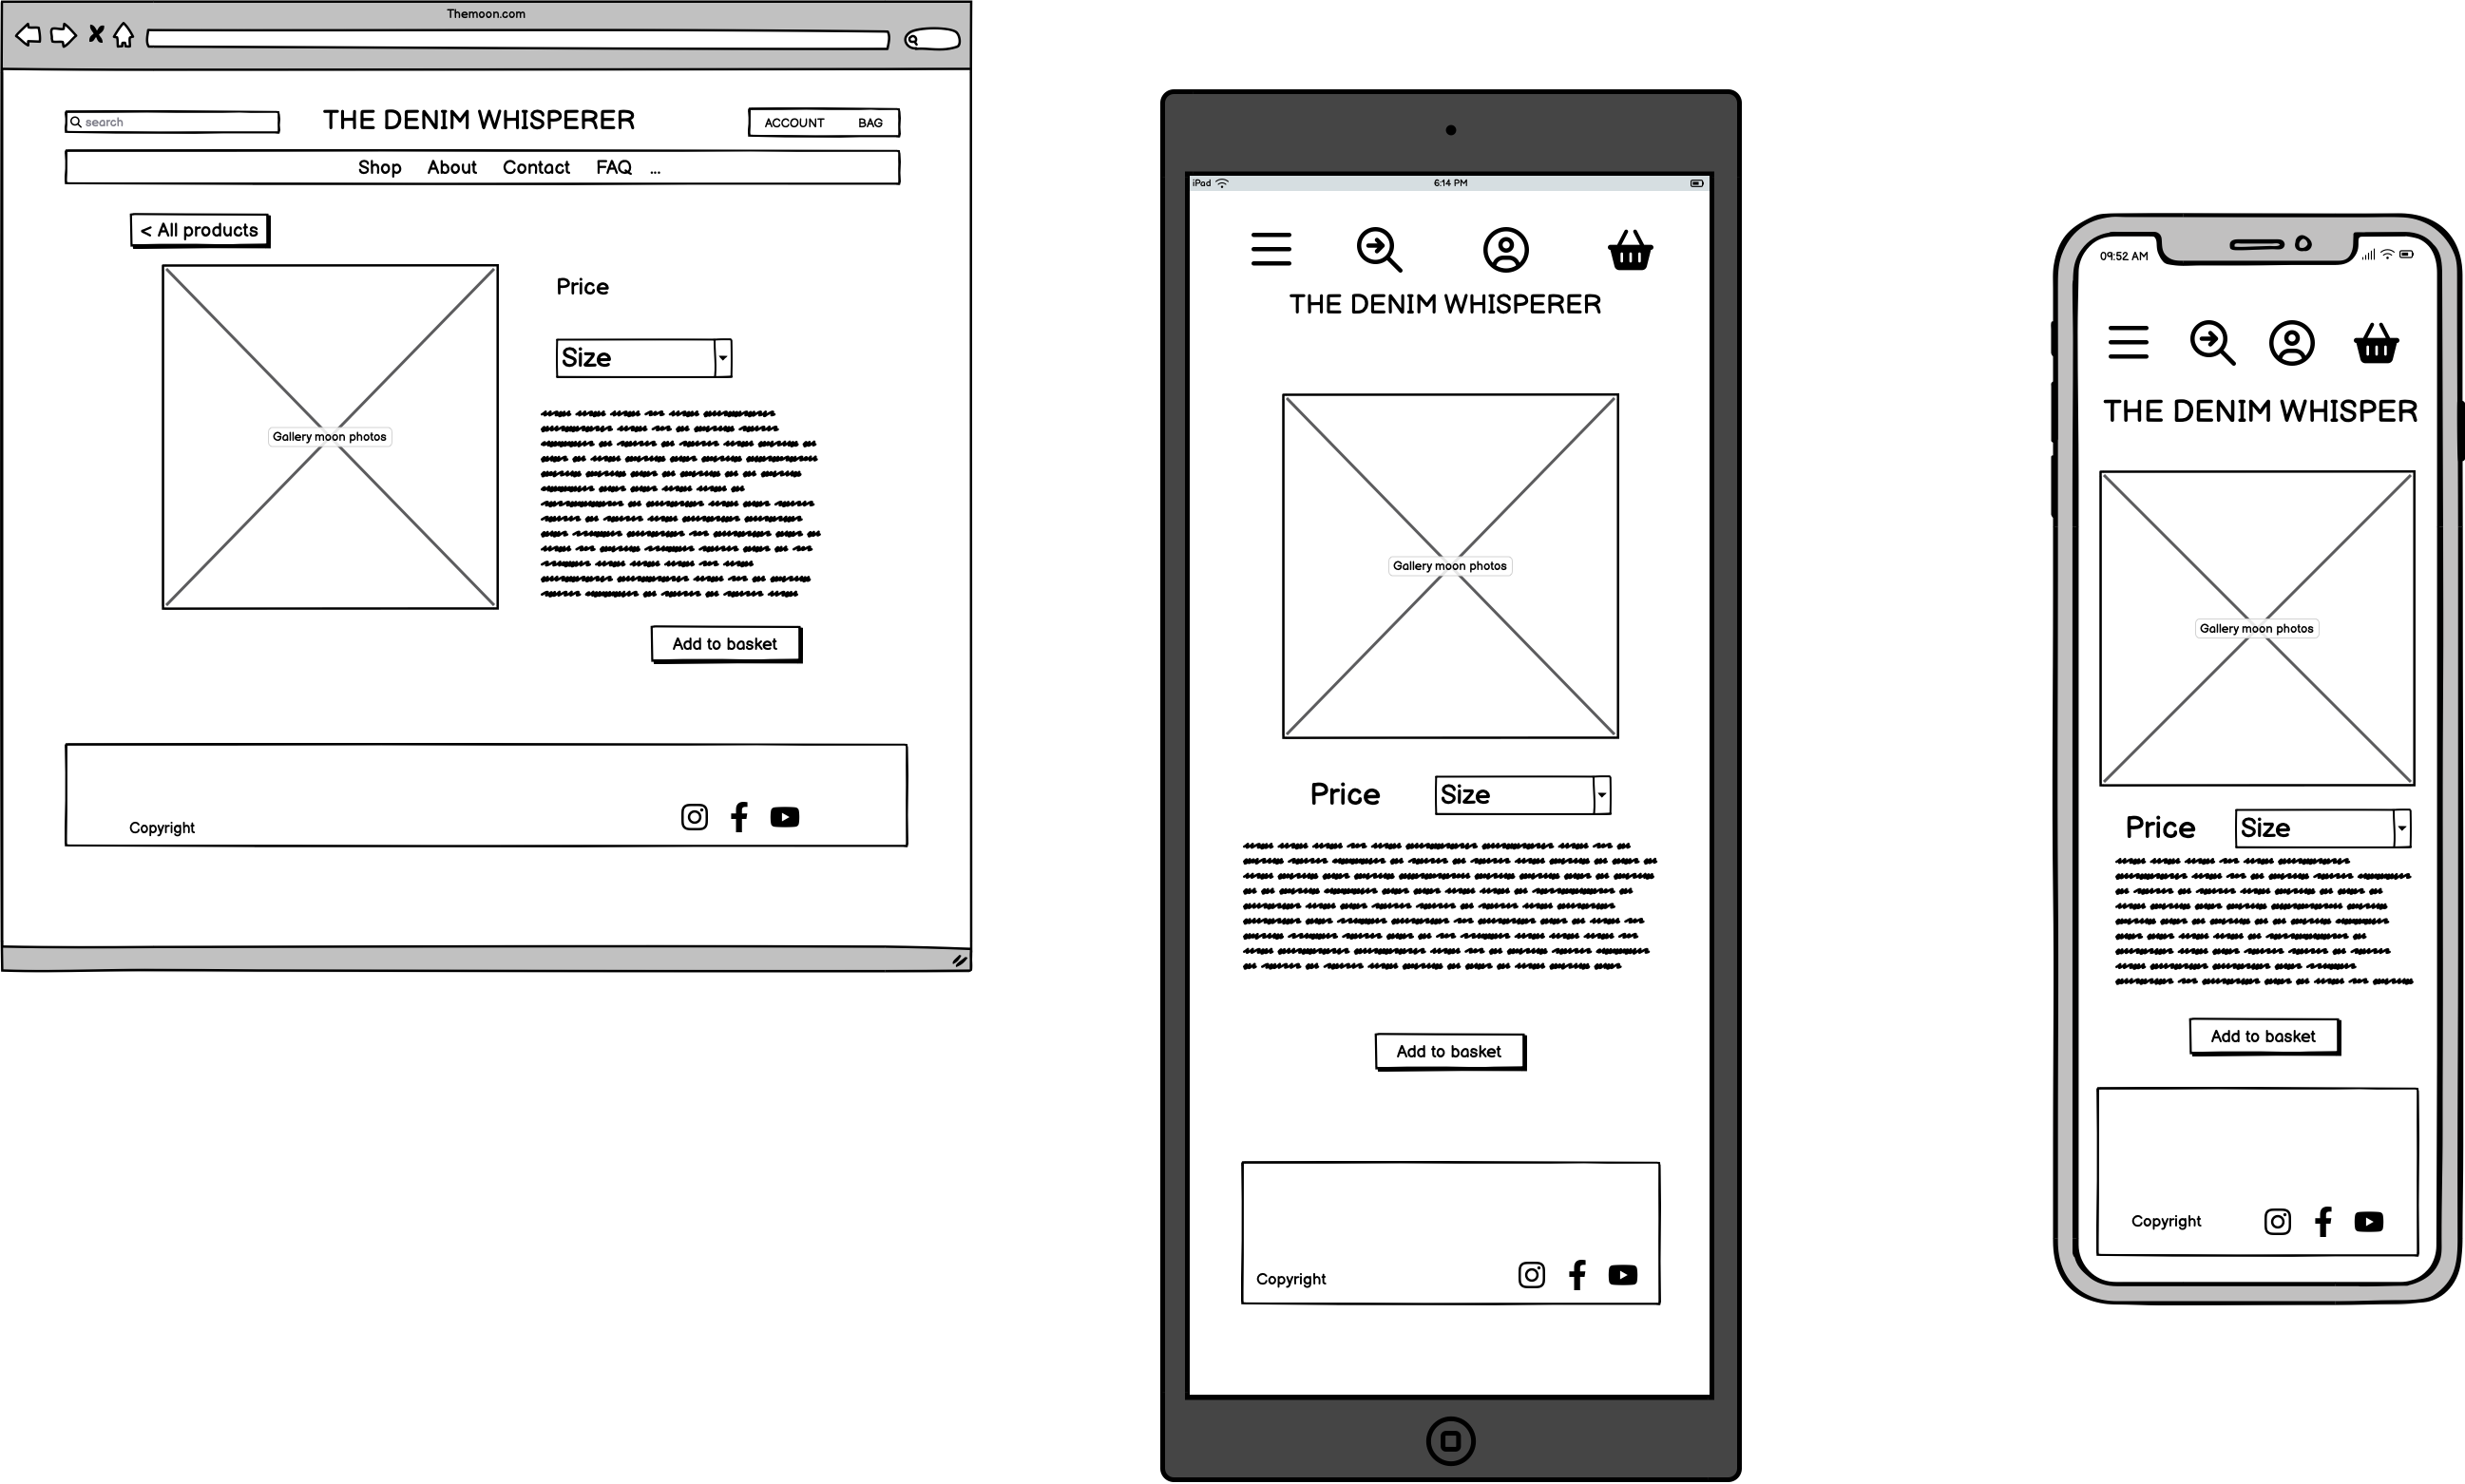 Themoon.com
search
THE DENIM WHISPERER
ACCOUNT BAG
Shop About Contact FAQ ...
< All products
Price
Size
Gallery moon photos
Add to basket
Copyright
iPad 6:14 PM
THE DENIM WHISPERER
Gallery moon photos
Price Size
Add to basket
Copyright
09:52 AM
THE DENIM WHISPER
Gallery moon photos
Price Size
Add to basket
Copyright